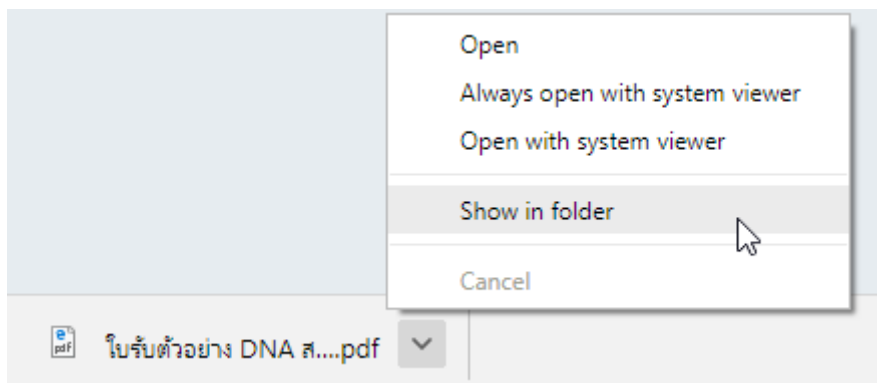 Open
Always open with system viewer
Open with system viewer
Show in folder
Cancel
ใบรับตัวอย่าง DNA ส....pdf